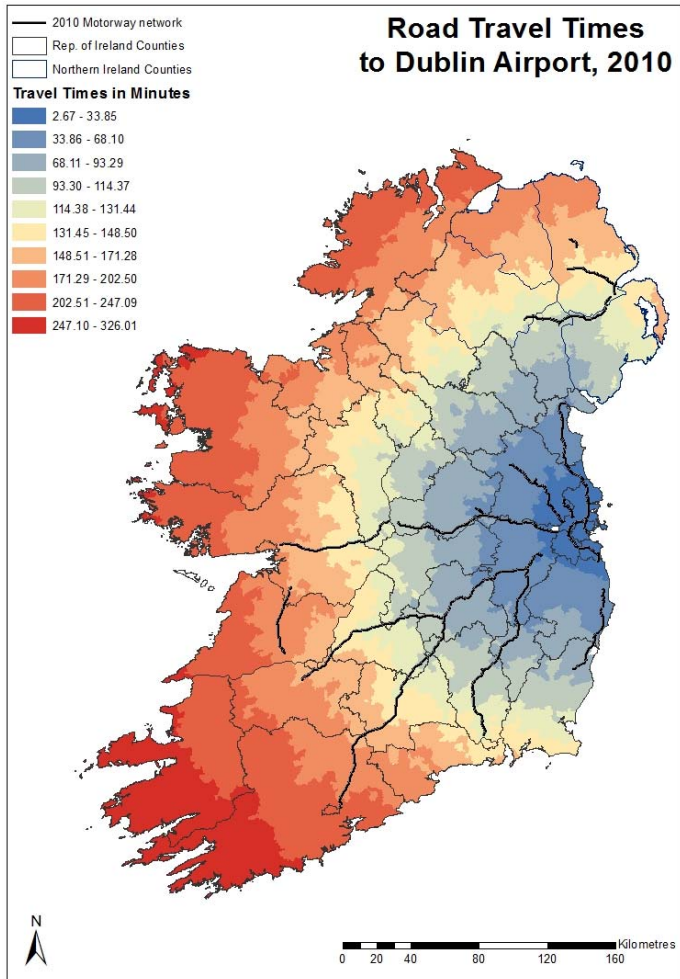 Road Travel Times
to Dublin Airport, 2010
2010 Motorway network
Rep. of Ireland Counties
Northern Ireland Counties
Travel Times in Minutes
2.67 - 33.85
33.86 - 68.10
68.11 - 93.29
93.30 - 114.37
114.38 - 131.44
131.45 - 148.50
148.51 - 171.28
171.29 - 202.50
202.51 - 247.09
247.10 - 326.01
N
Kilometres
0 20 40 80 120 160